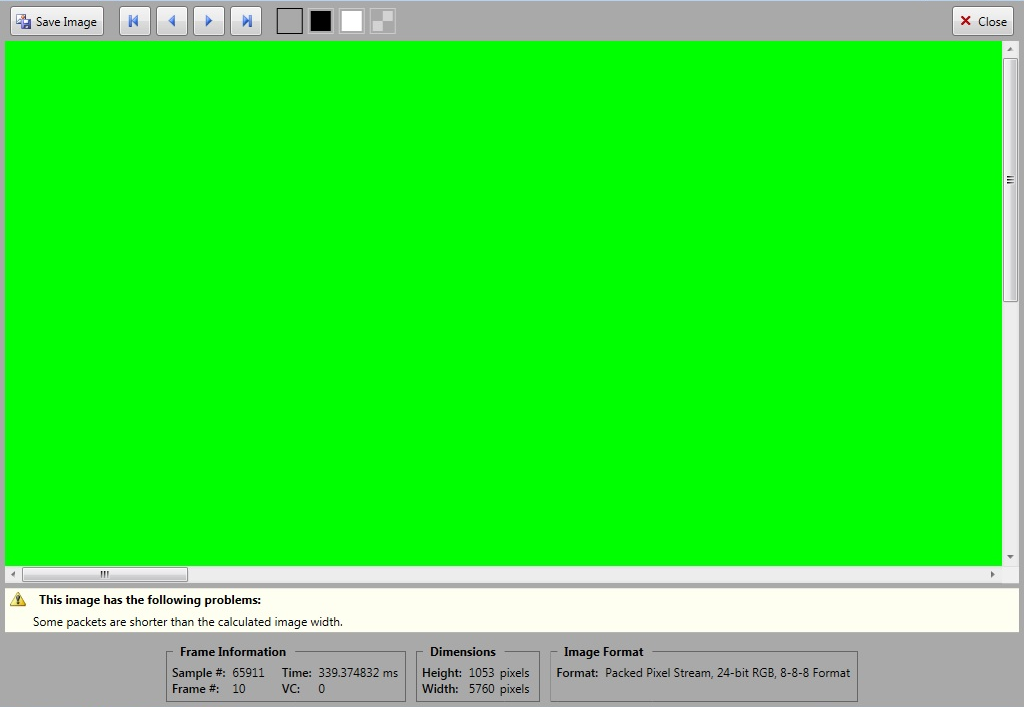 Save Image
Close
This image has the following problems:
Some packets are shorter than the calculated image width.
Frame Information
Sample #: 65911 Time: 339.374832 ms
Frame #: 10 VC: 0
Dimensions
Height: 1053 pixels
Width: 5760 pixels
Image Format
Format: Packed Pixel Stream, 24-bit RGB, 8-8-8 Format